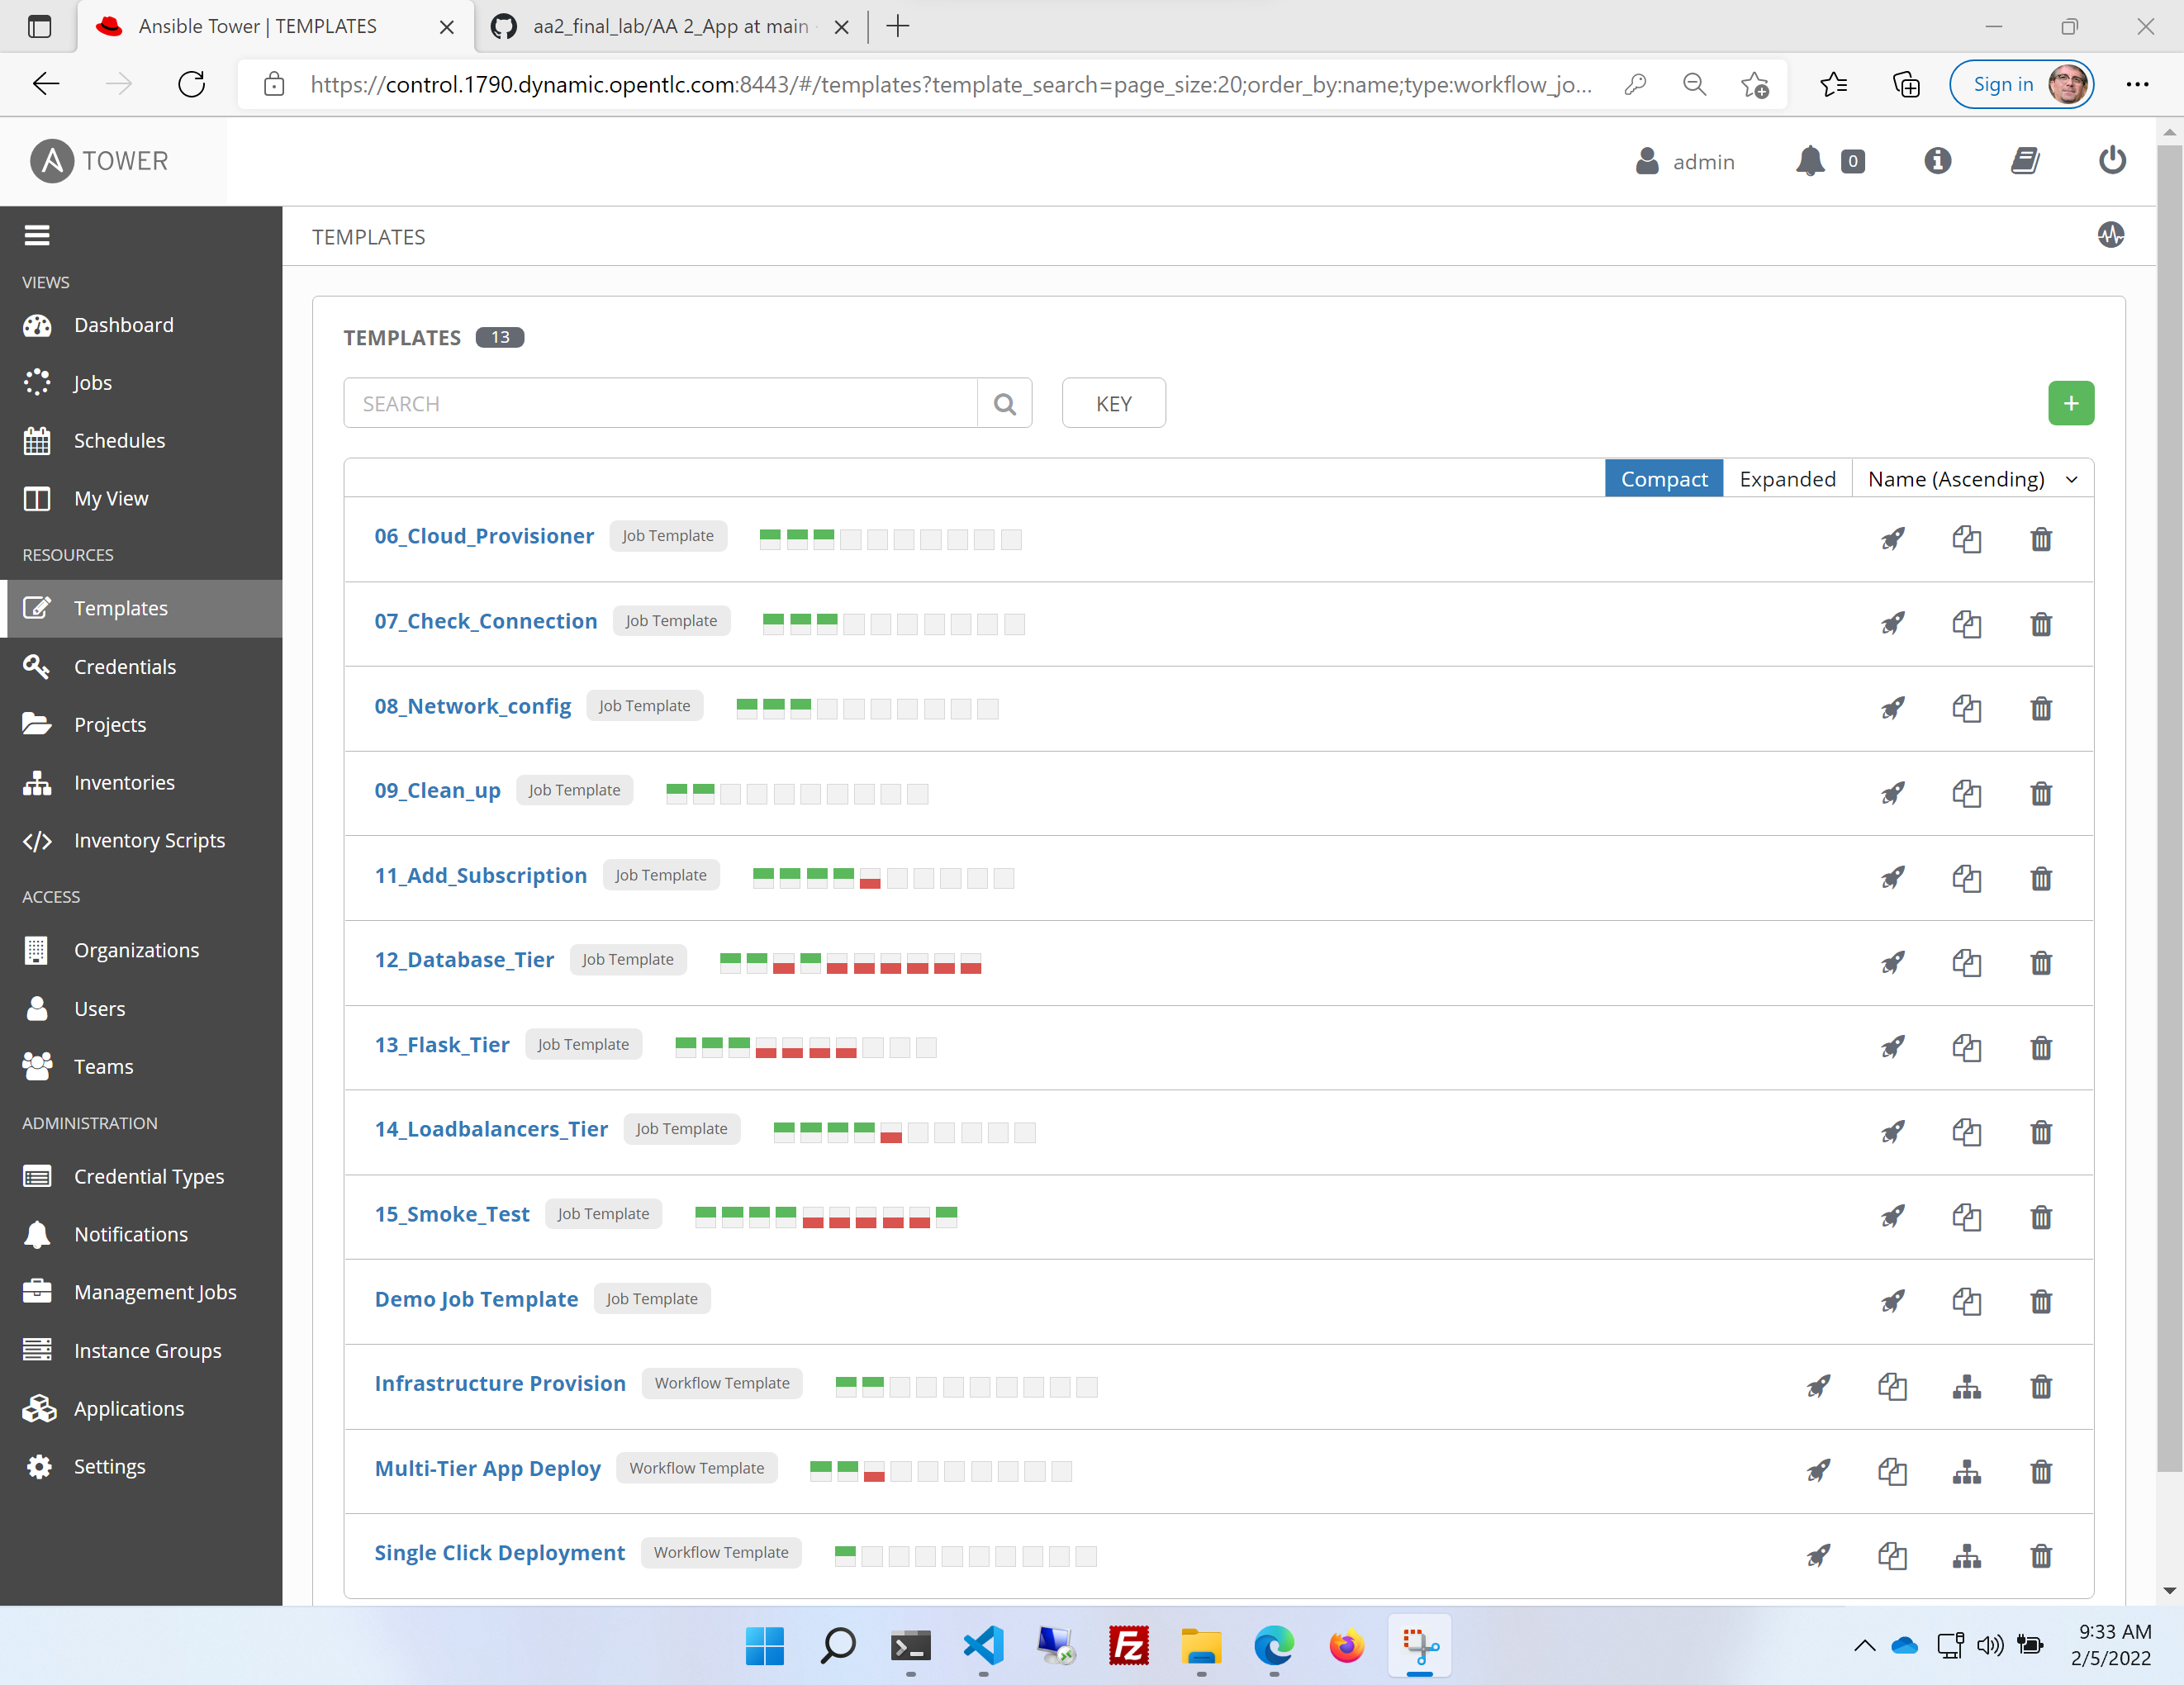 Ansible Tower | TEMPLATES
aa2_final_lab/AA 2_App at main
https://control.1790.dynamic.opentlc.com:8443/#/templates?template_search=page_size:20;order_by:name;type:workflow_jo...
Sign in
TOWER
admin
0
TEMPLATES
VIEWS
Dashboard
Jobs
Schedules
My View
RESOURCES
Templates
Credentials
Projects
Inventories
Inventory Scripts
ACCESS
Organizations
Users
Teams
ADMINISTRATION
Credential Types
Notifications
Management Jobs
Instance Groups
Applications
Settings
TEMPLATES 13
SEARCH
KEY
+
Compact Expanded Name (Ascending)
06_Cloud_Provisioner Job Template
07_Check_Connection Job Template
08_Network_config Job Template
09_Clean_up Job Template
11_Add_Subscription Job Template
12_Database_Tier Job Template
13_Flask_Tier Job Template
14_Loadbalancers_Tier Job Template
15_Smoke_Test Job Template
Demo Job Template Job Template
Infrastructure Provision Workflow Template
Multi-Tier App Deploy Workflow Template
Single Click Deployment Workflow Template
9:33 AM
2/5/2022